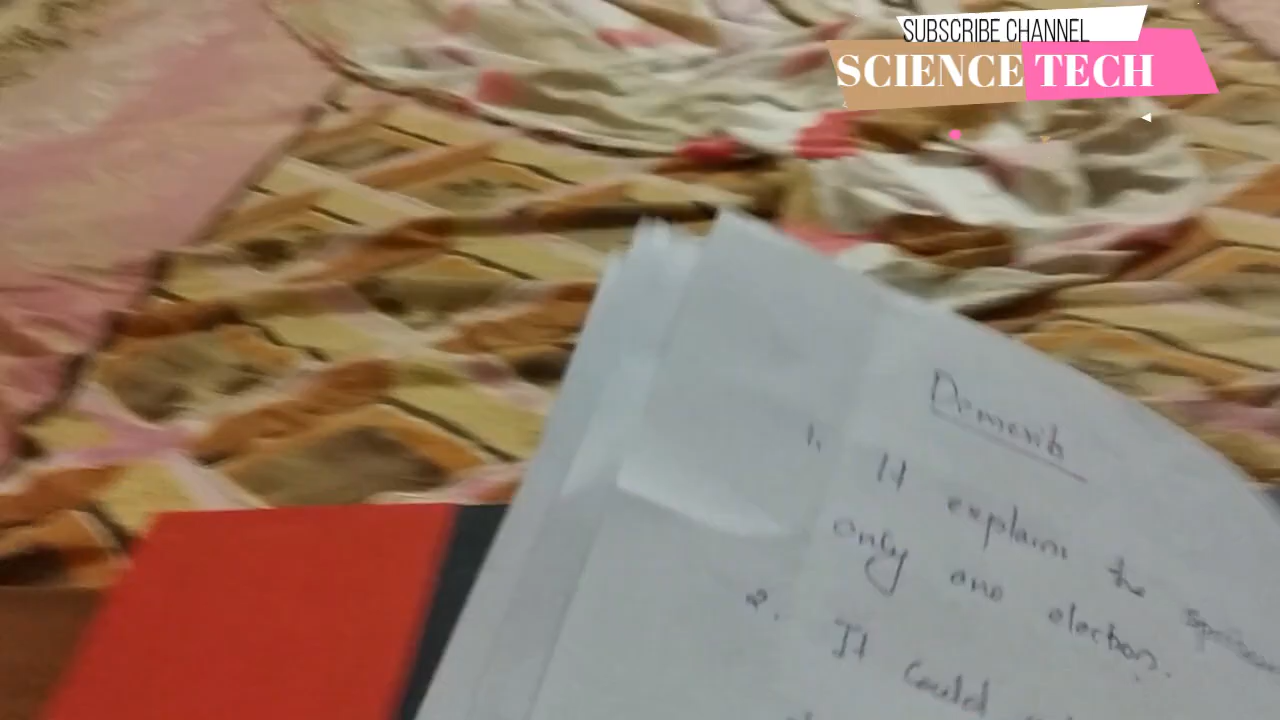 SUBSCRIBE CHANNEL
SCIENCE TECH
Demerits
1. It explains the
only one electron.
2. It could